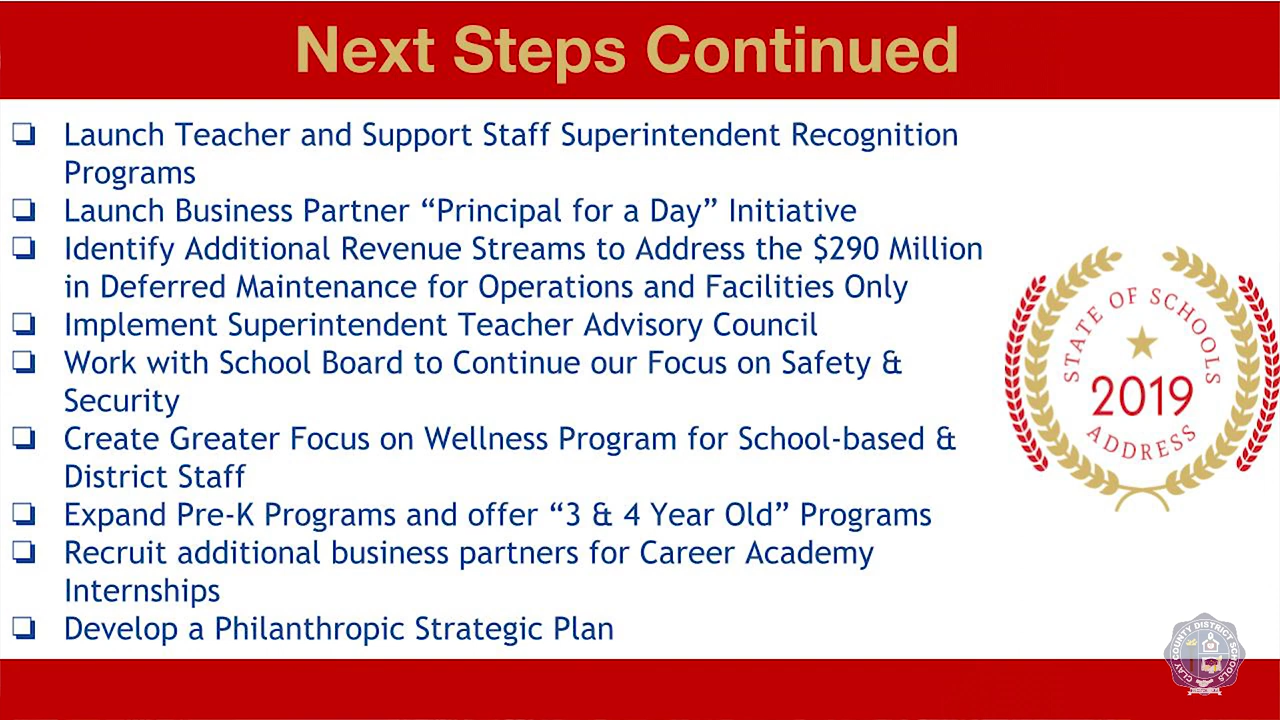 Next Steps Continued
❏ Launch Teacher and Support Staff Superintendent Recognition
Programs
❏ Launch Business Partner “Principal for a Day” Initiative
❏ Identify Additional Revenue Streams to Address the $290 Million
in Deferred Maintenance for Operations and Facilities Only
❏ Implement Superintendent Teacher Advisory Council
❏ Work with School Board to Continue our Focus on Safety &
Security
❏ Create Greater Focus on Wellness Program for School-based &
District Staff
❏ Expand Pre-K Programs and offer “3 & 4 Year Old” Programs
❏ Recruit additional business partners for Career Academy
Internships
❏ Develop a Philanthropic Strategic Plan
STATE OF SCHOOLS
2019
ADDRESS
CLAY COUNTY DISTRICT SCHOOLS